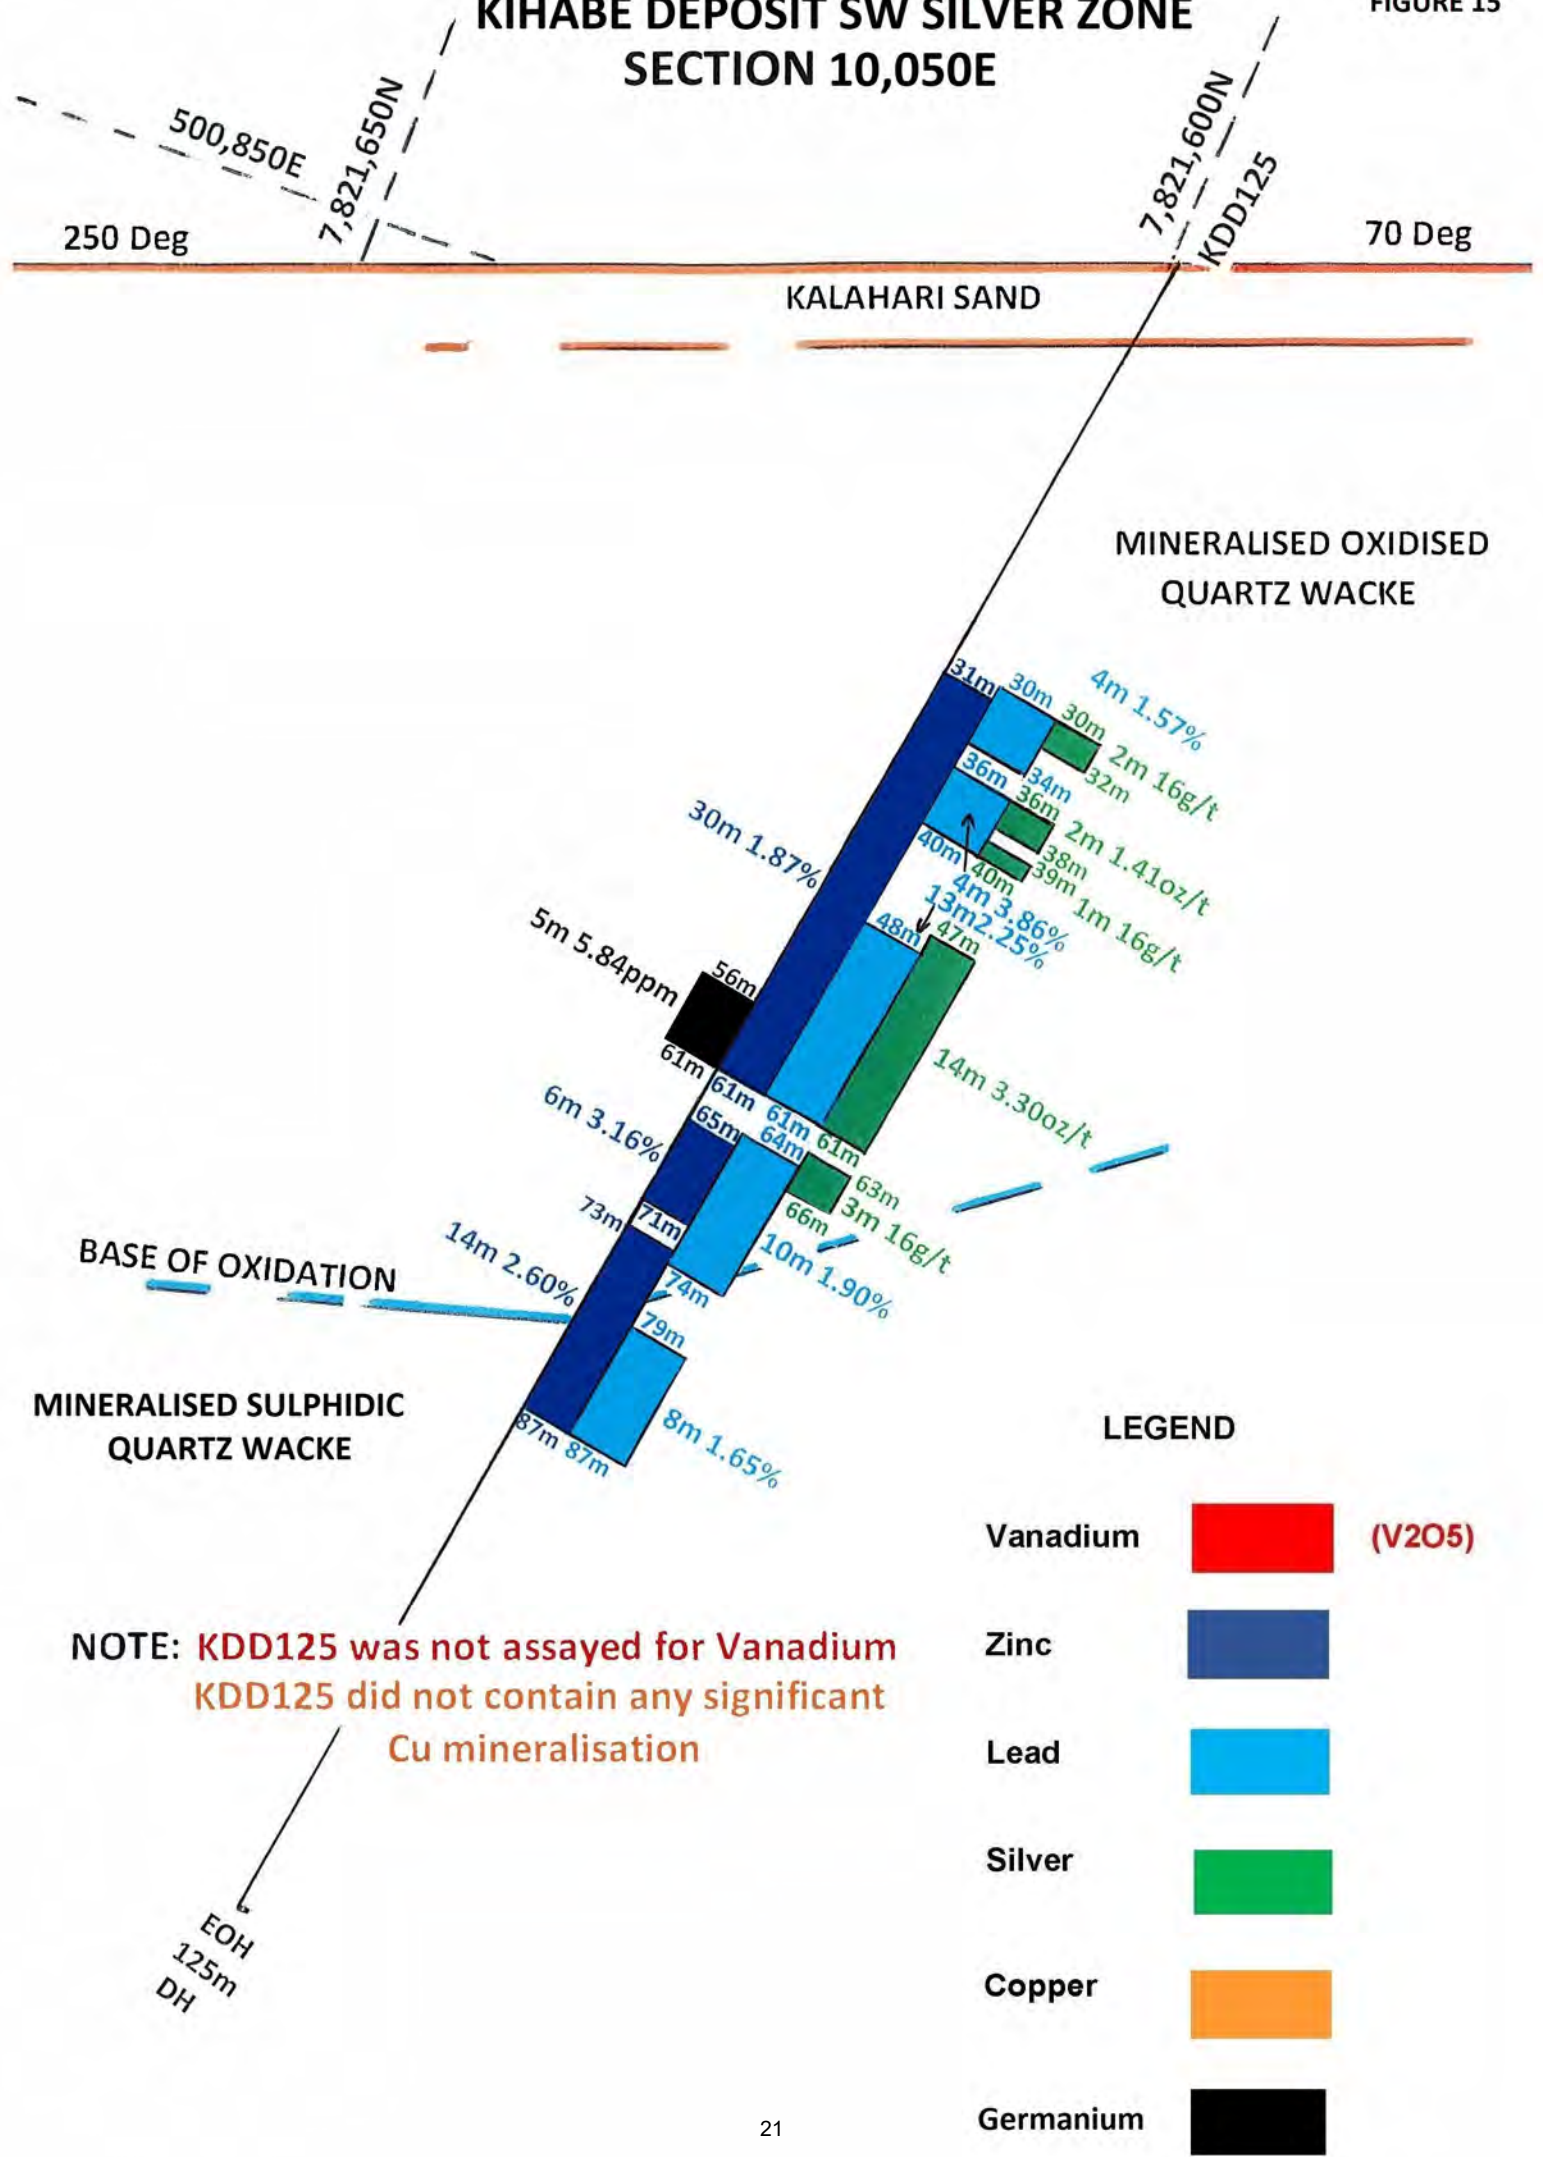 KIHABE DEPOSIT SW SILVER ZONE
FIGURE 15
SECTION 10,050E
500,850E
7,821,650N
7,821,600N
KDD125
250 Deg
70 Deg
KALAHARI SAND
MINERALISED OXIDISED
QUARTZ WACKE
31m
30m
4m 1.57%
30m
2m 16g/t
32m
34m
36m
36m
2m 1.41oz/t
38m
39m
1m 16g/t
40m
40m
4m 3.86%
13m2.25%
30m 1.87%
48m
47m
14m 3.30oz/t
5m 5.84ppm
56m
61m
61m
61m
61m
6m 3.16%
65m
64m
63m
3m 16g/t
66m
71m
73m
10m 1.90%
74m
14m 2.60%
BASE OF OXIDATION
79m
8m 1.65%
87m
87m
MINERALISED SULPHIDIC
QUARTZ WACKE
LEGEND
Vanadium
(V2O5)
Zinc
Lead
Silver
Copper
Germanium
NOTE: KDD125 was not assayed for Vanadium
KDD125 did not contain any significant
Cu mineralisation
EOH
125m
DH
21